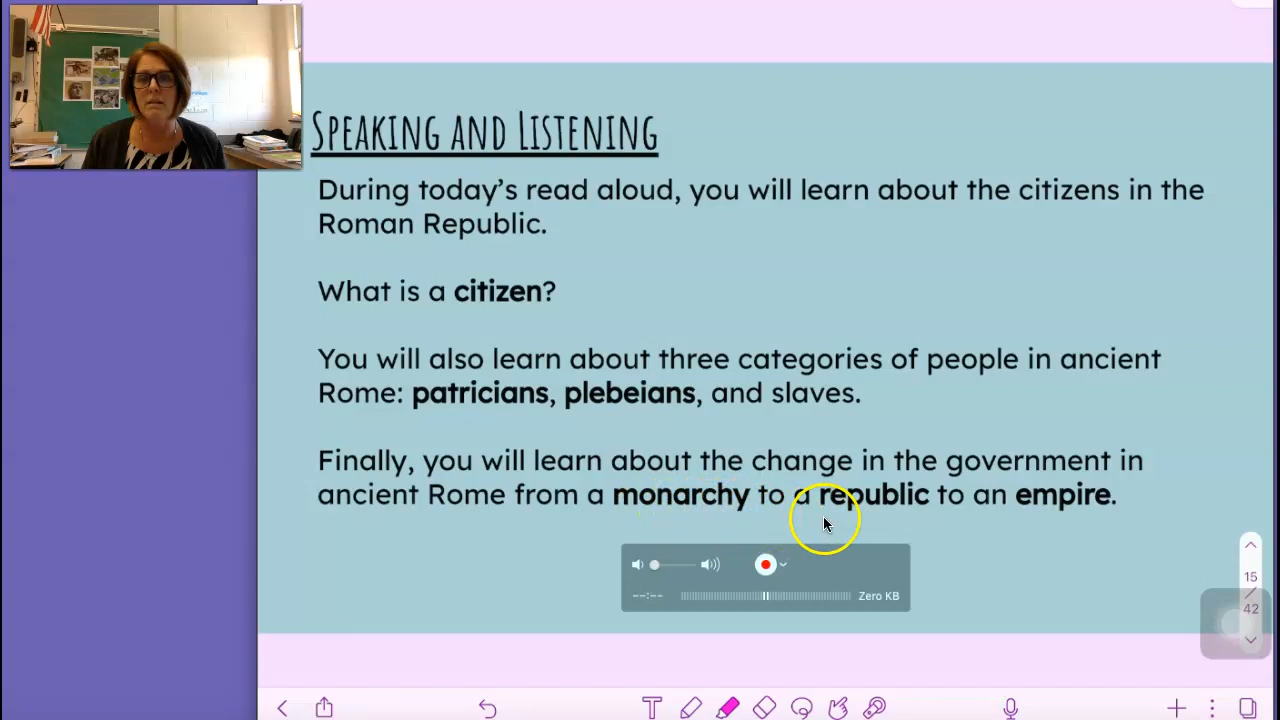 Speaking and Listening
During today's read aloud, you will learn about the citizens in the
Roman Republic.
What is a citizen?
You will also learn about three categories of people in ancient
Rome: patricians, plebeians, and slaves.
Finally, you will learn about the change in the government in
ancient Rome from a monarchy to a republic to an empire.
--:--
Zero KB
15
42